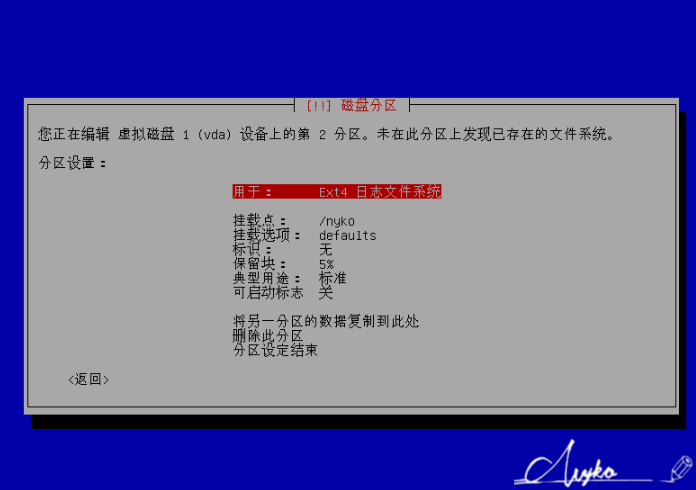 [!!] 磁盘分区
您正在编辑 虚拟磁盘 1 (vda) 设备上的第 2 分区。未在此分区上发现已存在的文件系统。
分区设置：
用于： Ext4 日志文件系统
挂载点： /nyko
挂载选项： defaults
标识： 无
保留块： 5%
典型用途： 标准
可启动标志 关
将另一分区的数据复制到此处
删除此分区
分区设定结束
<返回>
Nyko